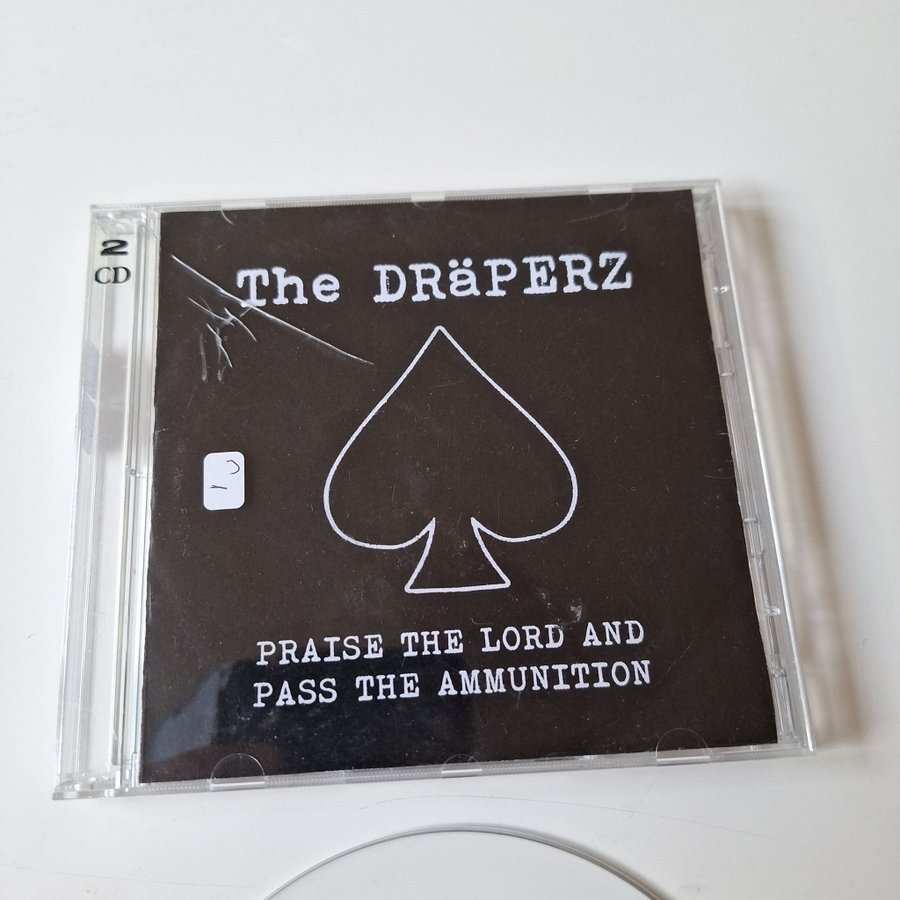 2
CD
The DRäPERZ
PRAISE THE LORD AND
PASS THE AMMUNITION